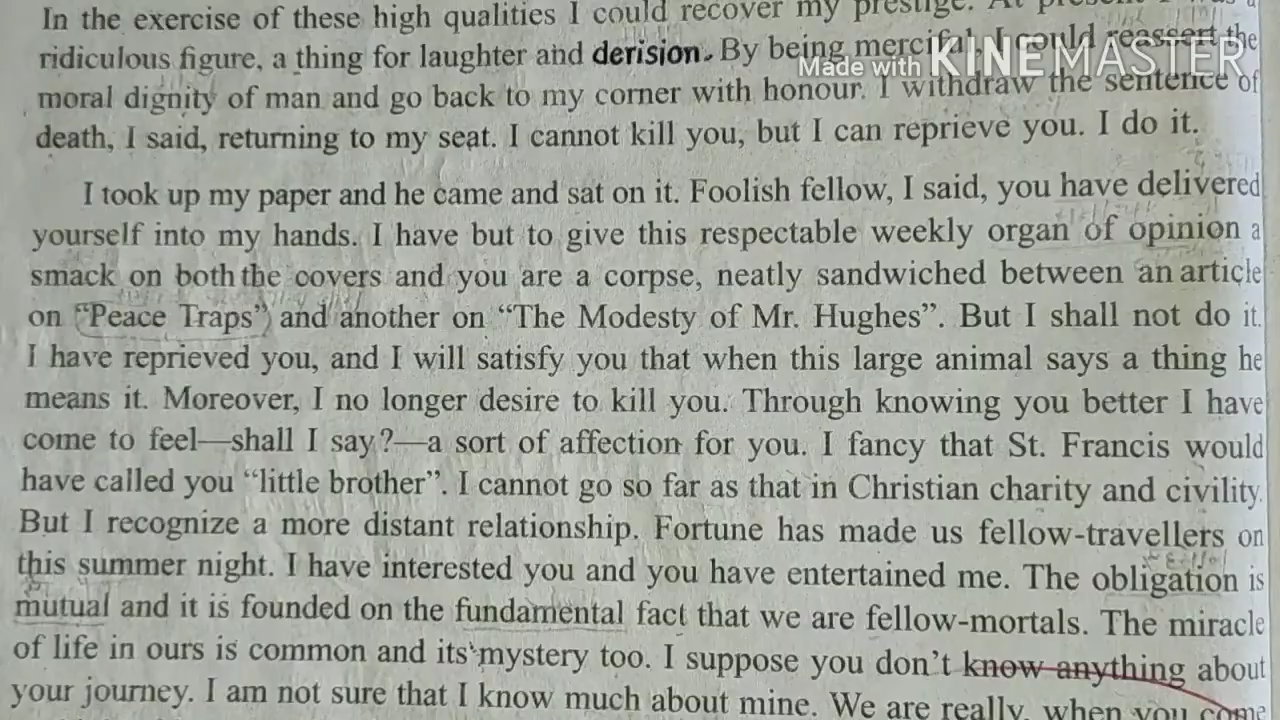 In the exercise of these high qualities I could recover my prestige. At present I was a
ridiculous figure, a thing for laughter and derision. By being merciful, I could reassert the
Made with KINEMASTER
moral dignity of man and go back to my corner with honour. I withdraw the sentence of
death, I said, returning to my seat. I cannot kill you, but I can reprieve you. I do it.
I took up my paper and he came and sat on it. Foolish fellow, I said, you have delivered
yourself into my hands. I have but to give this respectable weekly organ of opinion a
smack on both the covers and you are a corpse, neatly sandwiched between an article
on “Peace Traps” and another on “The Modesty of Mr. Hughes”. But I shall not do it.
I have reprieved you, and I will satisfy you that when this large animal says a thing he
means it. Moreover, I no longer desire to kill you. Through knowing you better I have
come to feel—shall I say?—a sort of affection for you. I fancy that St. Francis would
have called you “little brother”. I cannot go so far as that in Christian charity and civility.
But I recognize a more distant relationship. Fortune has made us fellow-travellers on
this summer night. I have interested you and you have entertained me. The obligation is
mutual and it is founded on the fundamental fact that we are fellow-mortals. The miracle
of life in ours is common and its mystery too. I suppose you don’t know anything about
your journey. I am not sure that I know much about mine. We are really, when you come